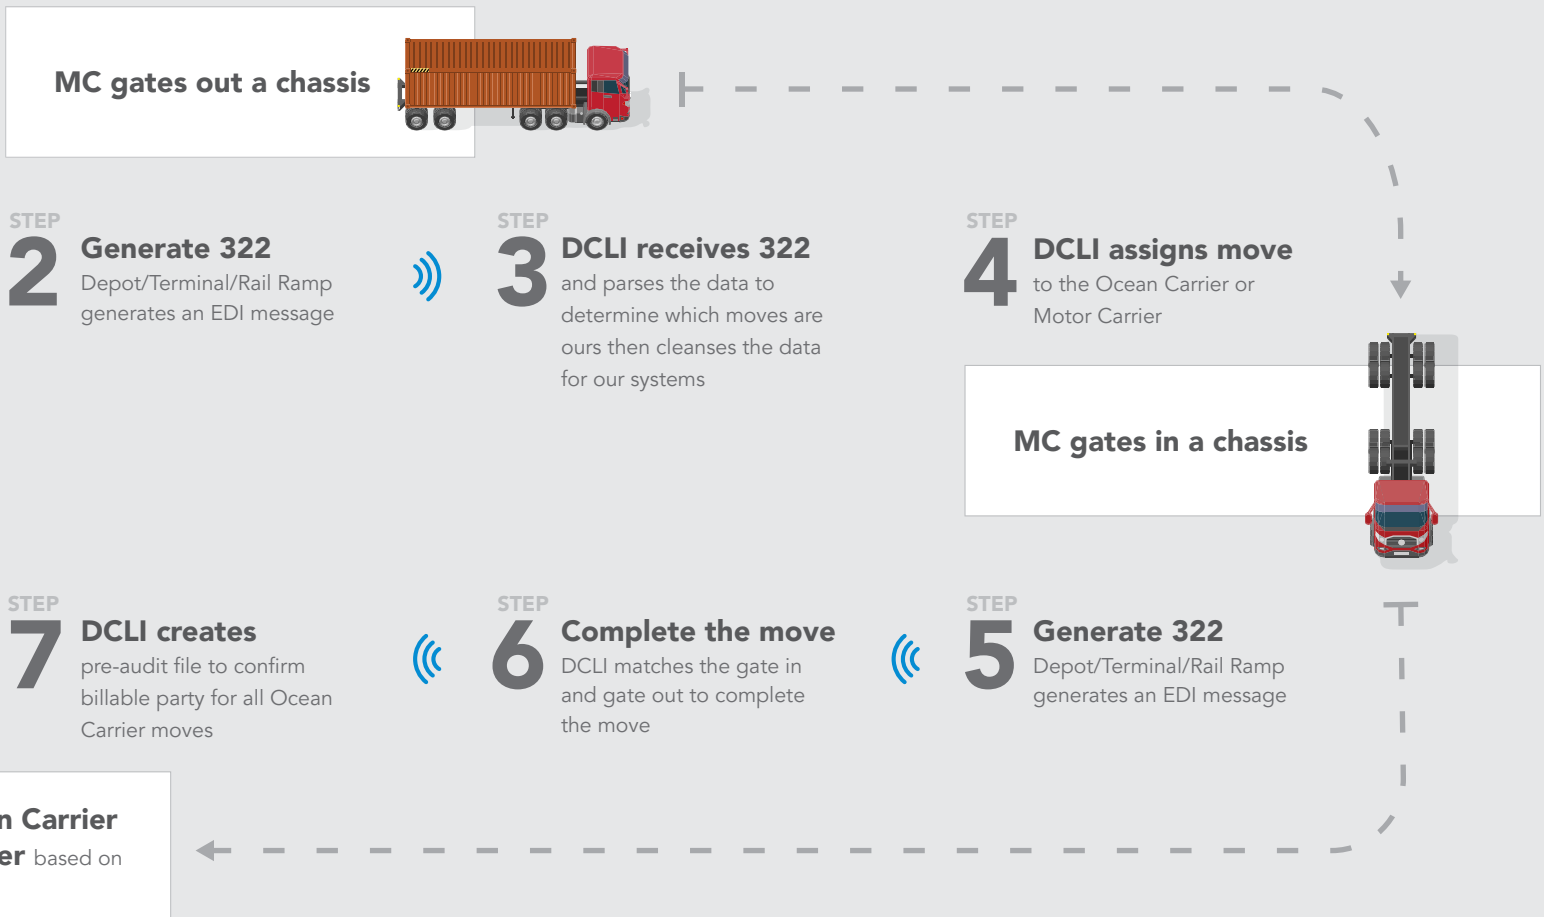 MC gates out a chassis
STEP
2
Generate 322
Depot/Terminal/Rail Ramp
generates an EDI message
STEP
3
DCLI receives 322
and parses the data to
determine which moves are
ours then cleanses the data
for our systems
STEP
4
DCLI assigns move
to the Ocean Carrier or
Motor Carrier
MC gates in a chassis
STEP
5
Generate 322
Depot/Terminal/Rail Ramp
generates an EDI message
STEP
6
Complete the move
DCLI matches the gate in
and gate out to complete
the move
STEP
7
DCLI creates
pre-audit file to confirm
billable party for all Ocean
Carrier moves
n Carrier
er based on